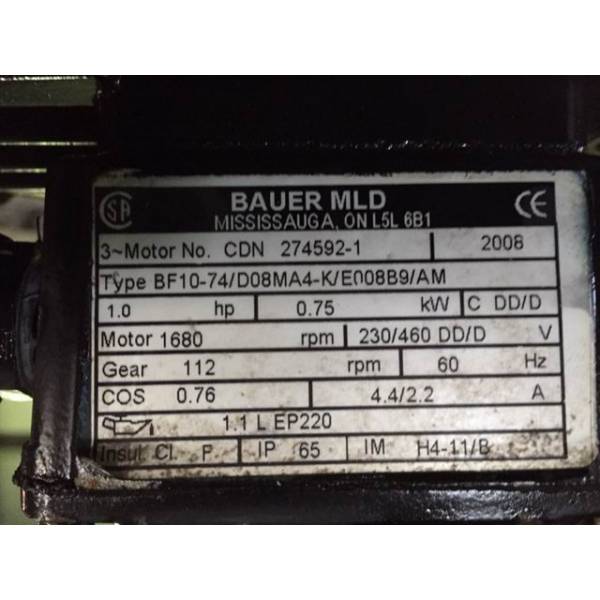 BAUER MLD
MISSISSAUGA, ON L5L 6B1
3~Motor No. CDN 274592-1 2008
Type BF10-74/D08MA4-K/E008B9/AM
1.0 hp 0.75 kW C DD/D
Motor 1680 rpm 230/460 DD/D V
Gear 112 rpm 60 Hz
COS 0.76 4.4/2.2 A
1.1 L EP220
Insul. Cl. F IP 65 IM H4-11/B